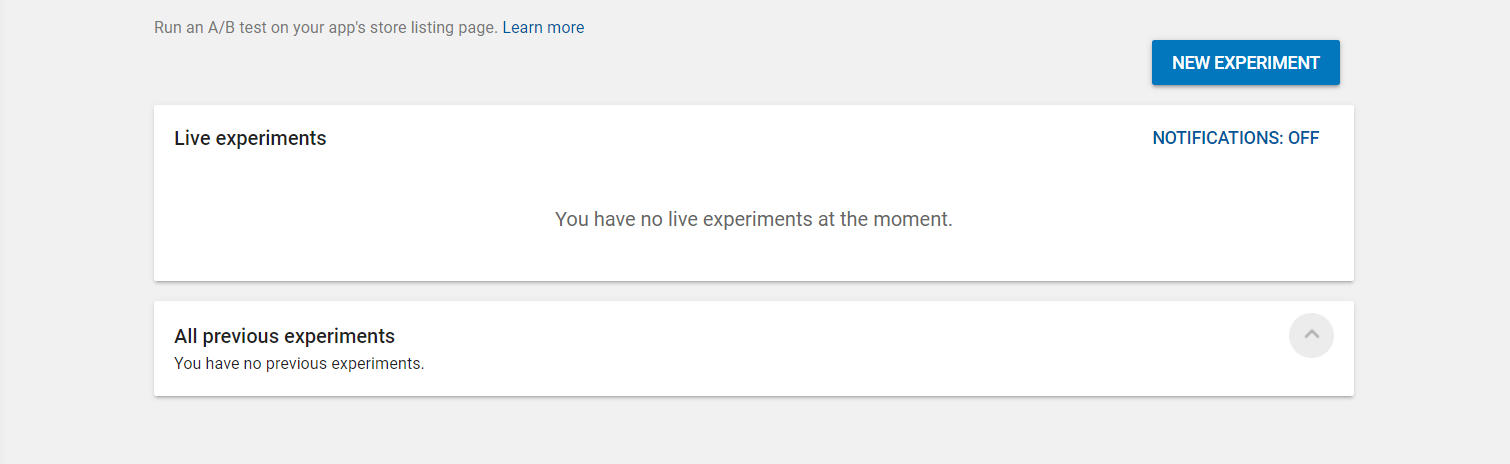 Run an A/B test on your app's store listing page. Learn more
NEW EXPERIMENT
Live experiments
NOTIFICATIONS: OFF
You have no live experiments at the moment.
All previous experiments
You have no previous experiments.